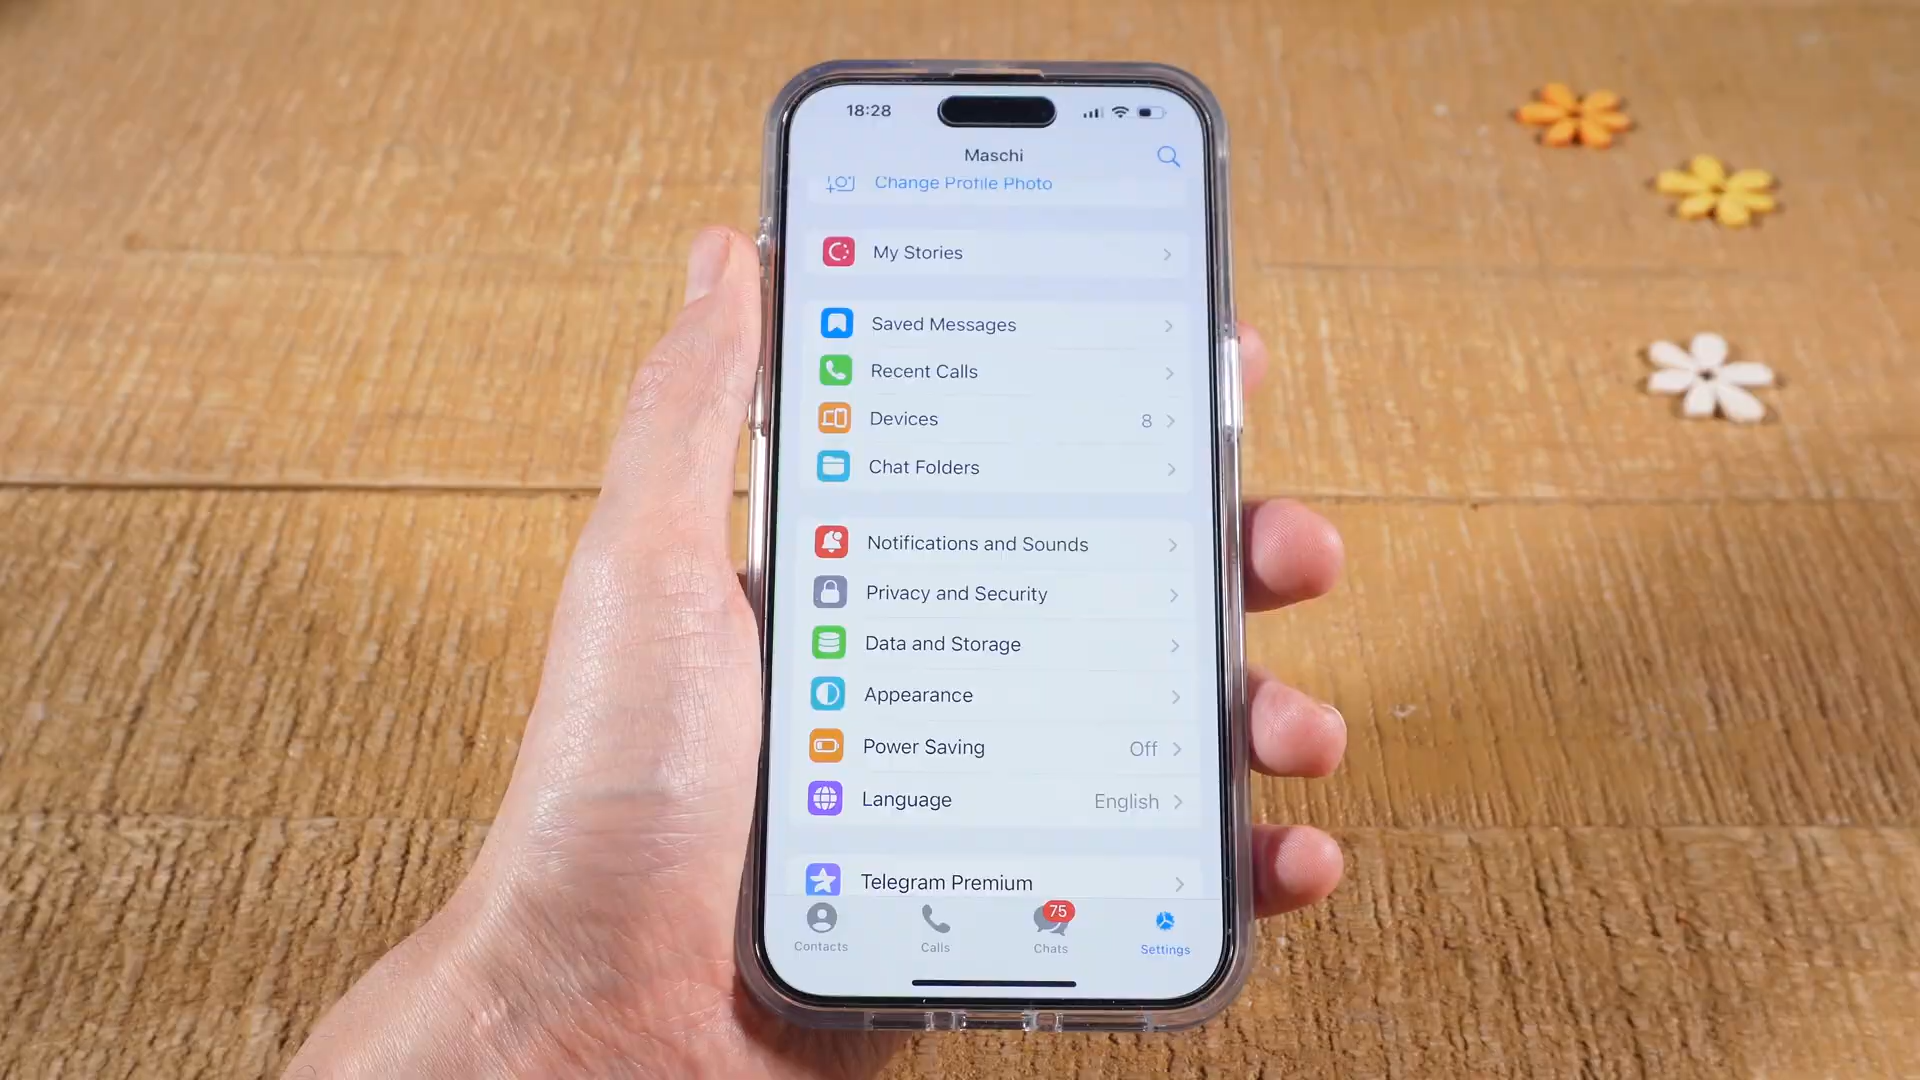 18:28
Maschi
Change Profile Photo
My Stories
Saved Messages
Recent Calls
Devices 8
Chat Folders
Notifications and Sounds
Privacy and Security
Data and Storage
Appearance
Power Saving Off
Language English
Telegram Premium
75
Contacts Calls Chats Settings